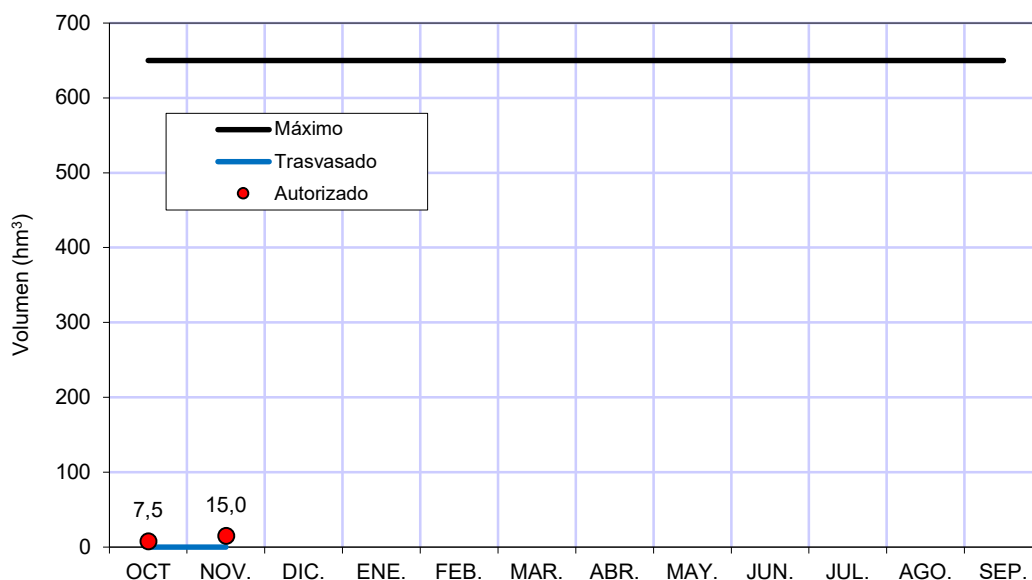 700
600
500
400
300
200
100
0
Volumen (hm³)
Máximo
Trasvasado
Autorizado
7,5
15,0
OCT NOV. DIC. ENE. FEB. MAR. ABR. MAY. JUN. JUL. AGO. SEP.